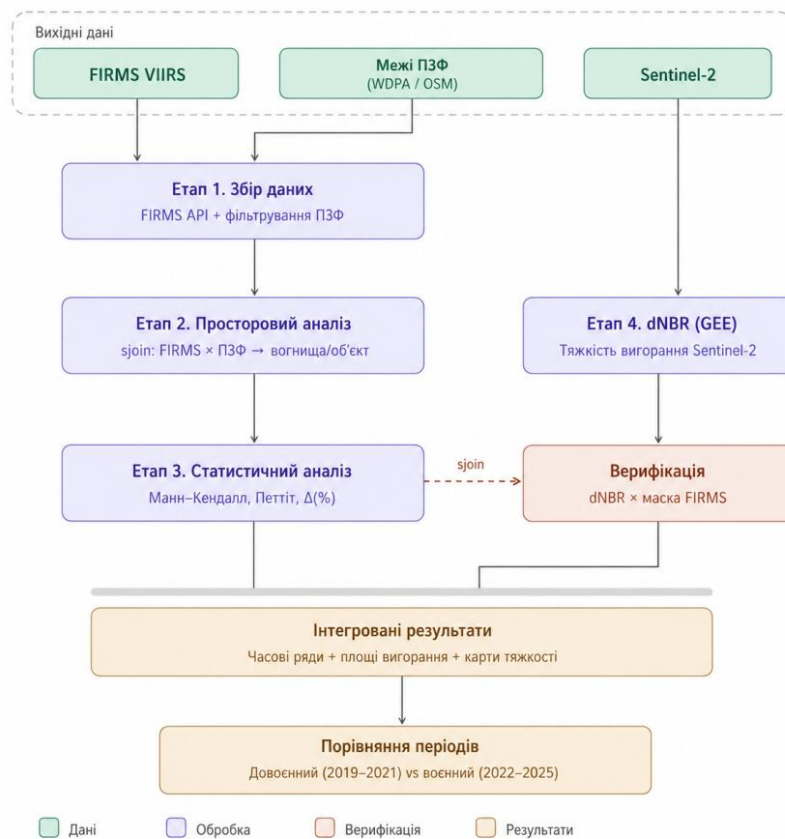 Вихідні дані
FIRMS VIIRS
Межі ПЗФ
(WDPA / OSM)
Sentinel-2
Етап 1. Збір даних
FIRMS API + фільтрування ПЗФ
Етап 2. Просторовий аналіз
sjoin: FIRMS × ПЗФ → вогнища/об'єкт
Етап 4. dNBR (GEE)
Тяжкість вигорання Sentinel-2
Етап 3. Статистичний аналіз
Манн–Кендалл, Петтіт, Δ(%)
sjoin
Верифікація
dNBR × маска FIRMS
Інтегровані результати
Часові ряди + площі вигорання + карти тяжкості
Порівняння періодів
Довоєнний (2019–2021) vs воєнний (2022–2025)
Дані
Обробка
Верифікація
Результати